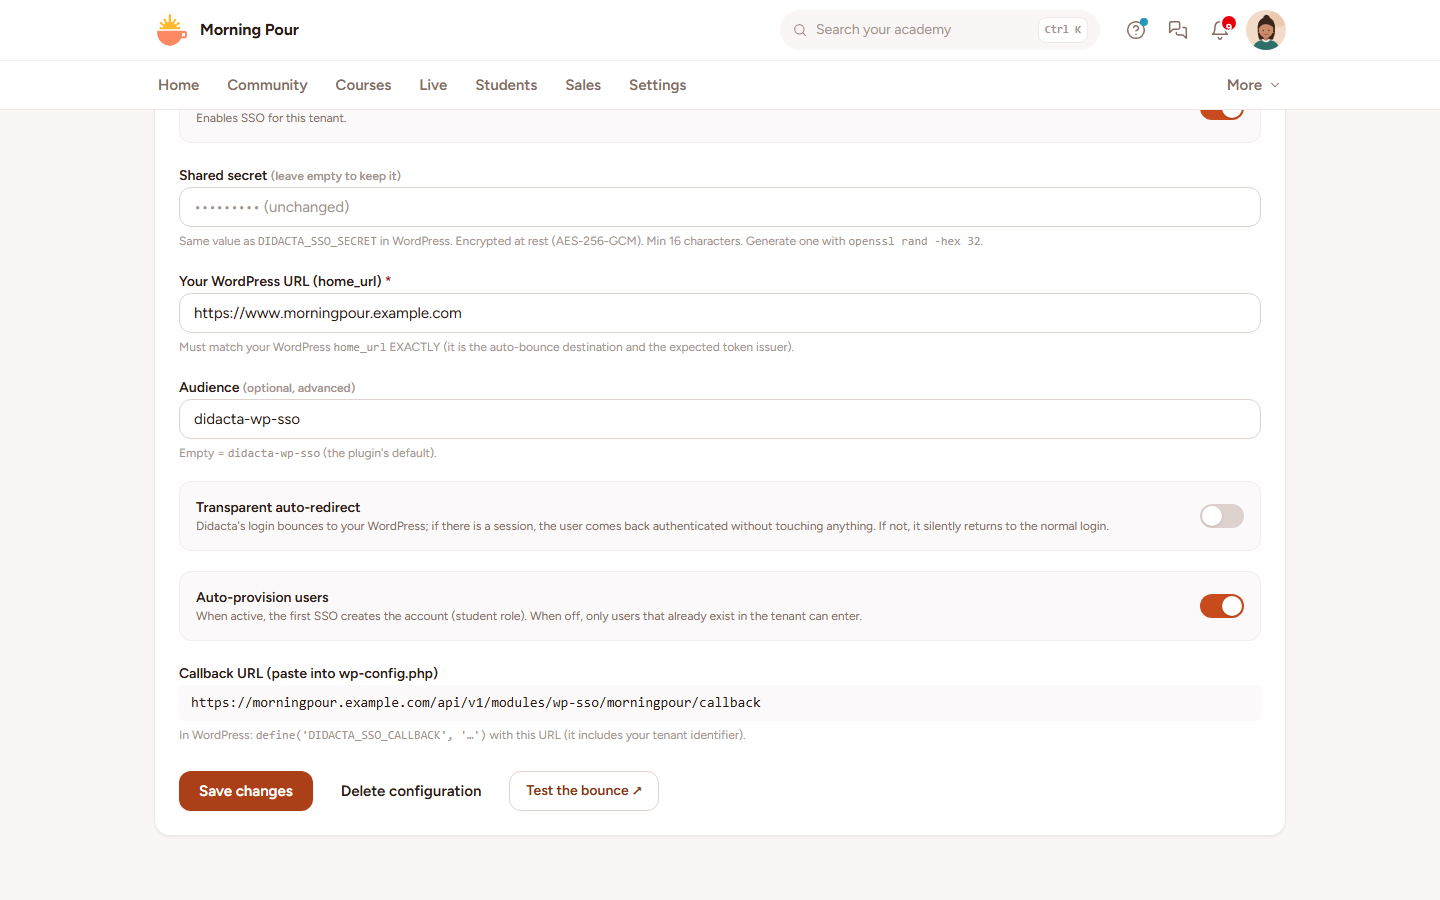 Morning Pour
Search your academy
Ctrl K
9
Home
Community
Courses
Live
Students
Sales
Settings
More
Enables SSO for this tenant.
Shared secret (leave empty to keep it)
••••••••• (unchanged)
Same value as DIDACTA_SSO_SECRET in WordPress. Encrypted at rest (AES-256-GCM). Min 16 characters. Generate one with openssl rand -hex 32.
Your WordPress URL (home_url) *
https://www.morningpour.example.com
Must match your WordPress home_url EXACTLY (it is the auto-bounce destination and the expected token issuer).
Audience (optional, advanced)
didacta-wp-sso
Empty = didacta-wp-sso (the plugin's default).
Transparent auto-redirect
Didacta's login bounces to your WordPress; if there is a session, the user comes back authenticated without touching anything. If not, it silently returns to the normal login.
Auto-provision users
When active, the first SSO creates the account (student role). When off, only users that already exist in the tenant can enter.
Callback URL (paste into wp-config.php)
https://morningpour.example.com/api/v1/modules/wp-sso/morningpour/callback
In WordPress: define('DIDACTA_SSO_CALLBACK', '…') with this URL (it includes your tenant identifier).
Save changes
Delete configuration
Test the bounce ↗